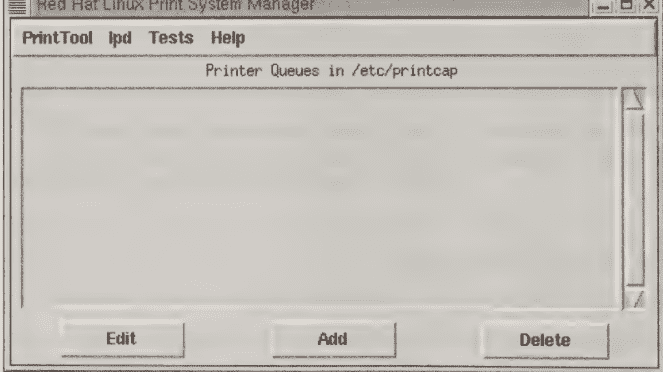 Red Hat Linux Print System Manager
PrintTool lpd Tests Help
Printer Queues in /etc/printcap
Edit Add Delete